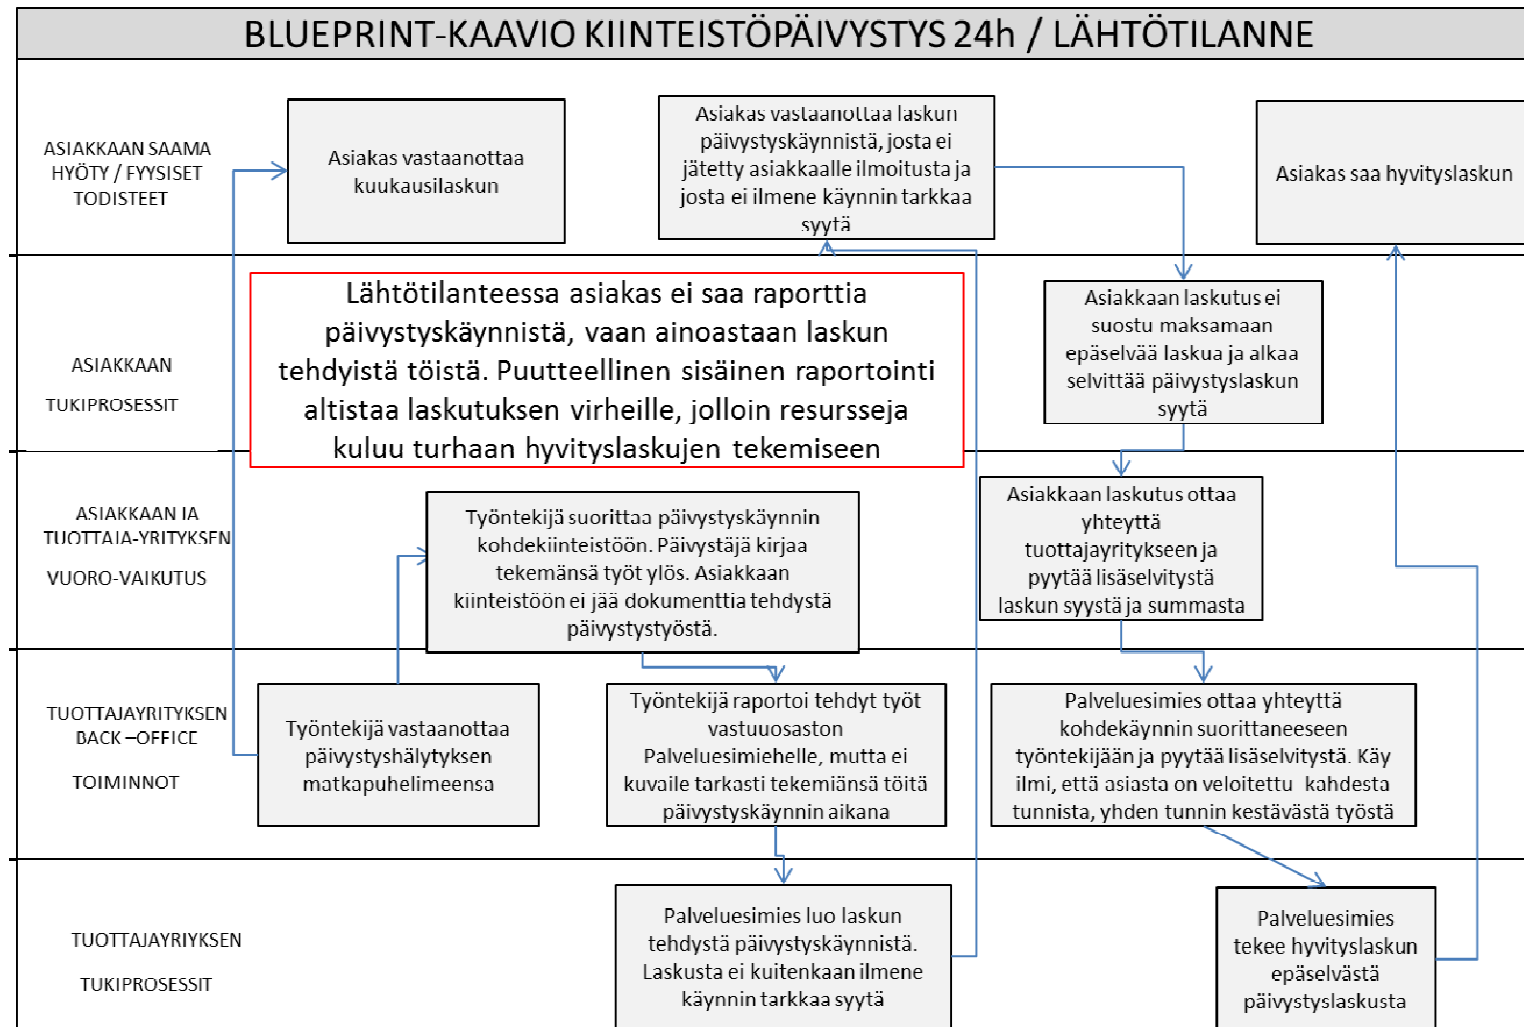 BLUEPRINT-KAAVIO KIINTEISTÖPÄIVYSTYS 24h / LÄHTÖTILANNE
ASIAKKAAN SAAMA
HYÖTY / FYYSISET
TODISTEET
Asiakas vastaanottaa
kuukausilaskun
Asiakas vastaanottaa laskun
päivystyskäynnistä, josta ei
jätetty asiakkaalle ilmoitusta ja
josta ei ilmene käynnin tarkkaa
syytä
Asiakas saa hyvityslaskun
ASIAKKAAN
TUKIPROSESSIT
Lähtötilanteessa asiakas ei saa raporttia
päivystyskäynnistä, vaan ainoastaan laskun
tehdyistä töistä. Puutteellinen sisäinen raportointi
altistaa laskutuksen virheille, jolloin resursseja
kuluu turhaan hyvityslaskujen tekemiseen
Asiakkaan laskutus ei
suostu maksamaan
epäselvää laskua ja alkaa
selvittää päivystyslaskun
syytä
ASIAKKAAN JA
TUOTTAJA-YRITYKSEN
VUORO-VAIKUTUS
Työntekijä suorittaa päivystyskäynnin
kohdekiinteistöön. Päivystäjä kirjaa
tekemänsä työt ylös. Asiakkaan
kiinteistöön ei jää dokumenttia tehdystä
päivystystyöstä.
Asiakkaan laskutus ottaa
yhteyttä
tuottajayritykseen ja
pyytää lisäselvitystä
laskun syystä ja summasta
TUOTTAJAYRITYKSEN
BACK –OFFICE
TOIMINNOT
Työntekijä vastaanottaa
päivystyshälytyksen
matkapuhelimeensa
Työntekijä raportoi tehdyt työt
vastuuosaston
Palveluesimiehelle, mutta ei
kuvaile tarkasti tekemiänsä töitä
päivystyskäynnin aikana
Palveluesimies ottaa yhteyttä
kohdekäynnin suorittaneeseen
työntekijään ja pyytää lisäselvitystä. Käy
ilmi, että asiasta on veloitettu kahdesta
tunnista, yhden tunnin kestävästä työstä
TUOTTAJAYRIYKSEN
TUKIPROSESSIT
Palveluesimies luo laskun
tehdystä päivystyskäynnistä.
Laskusta ei kuitenkaan ilmene
käynnin tarkkaa syytä
Palveluesimies
tekee hyvityslaskun
epäselvästä
päivystyslaskusta